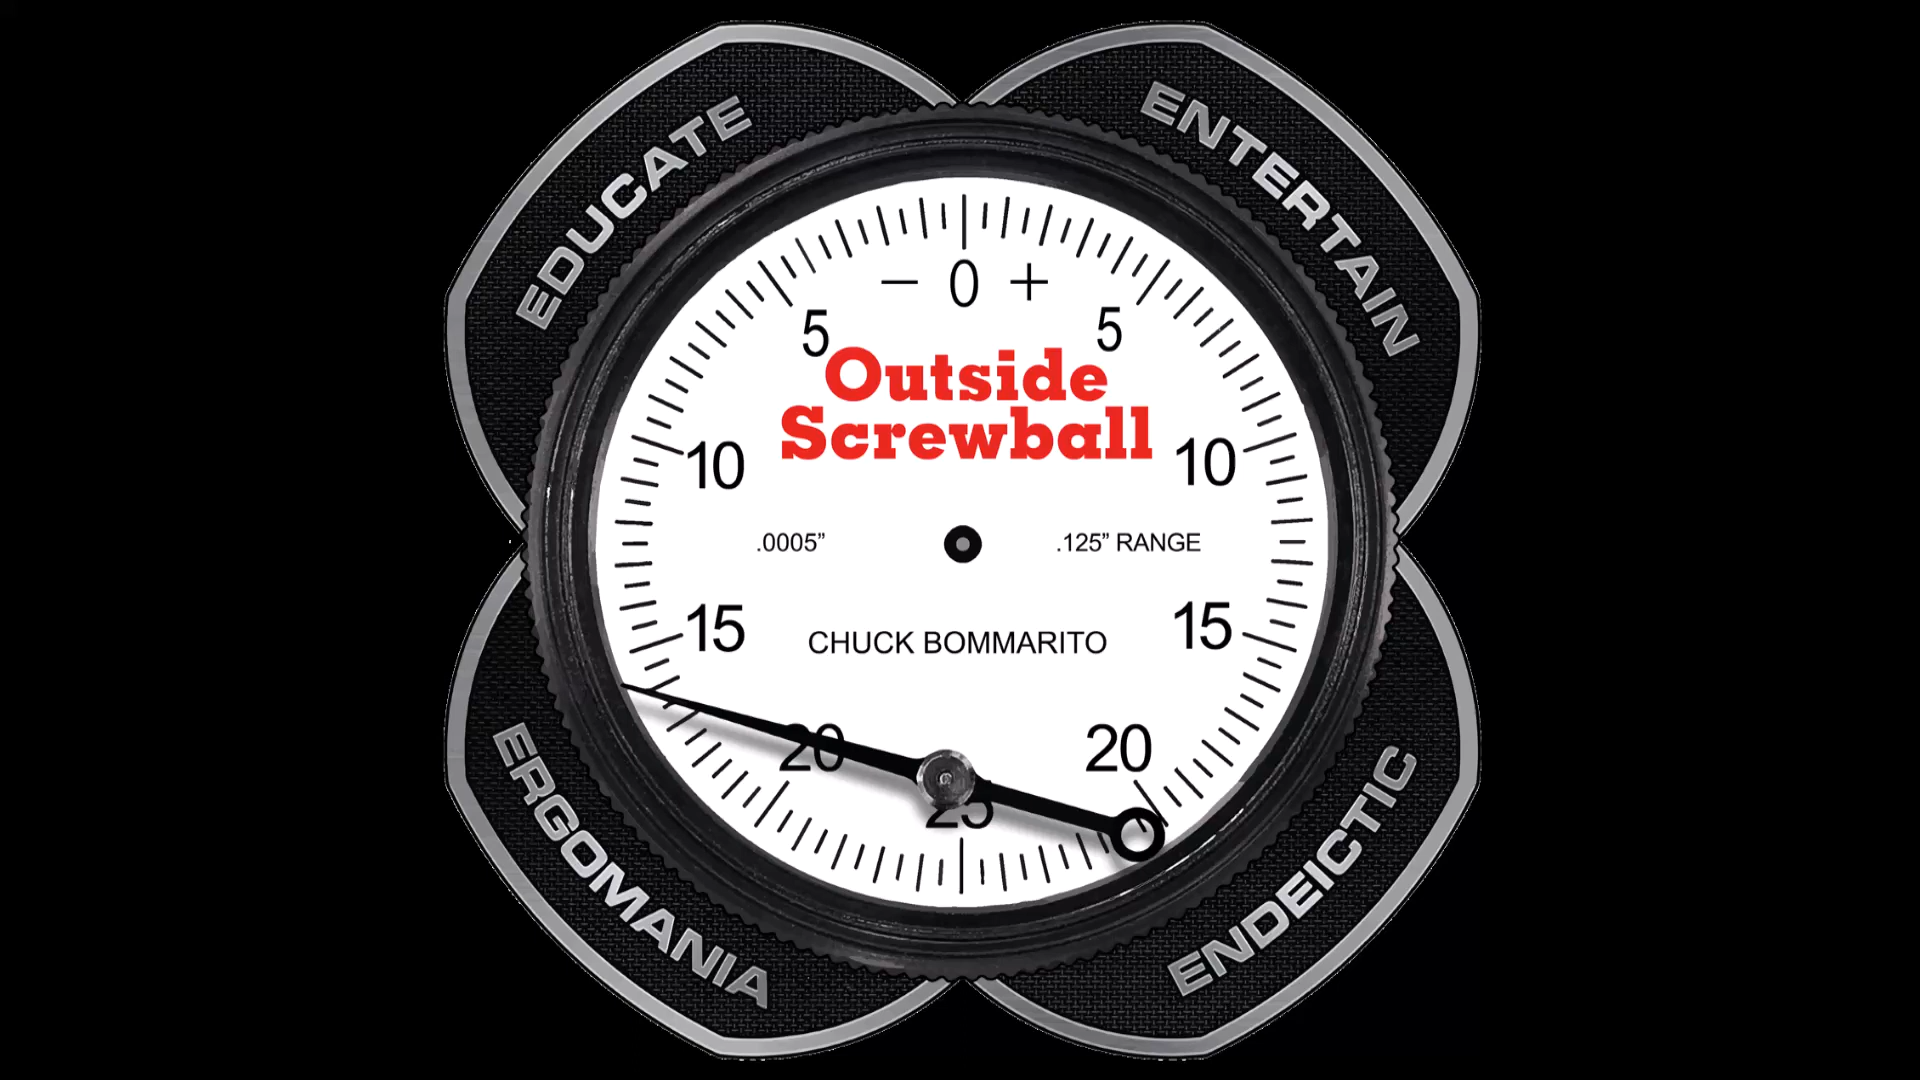 EDUCATE
ENTERTAIN
− 0 +
5 5
Outside
Screwball
10 10
.0005” .125” RANGE
15 15
CHUCK BOMMARITO
20 20
25
ERGOMANIA
ENDEICTIC